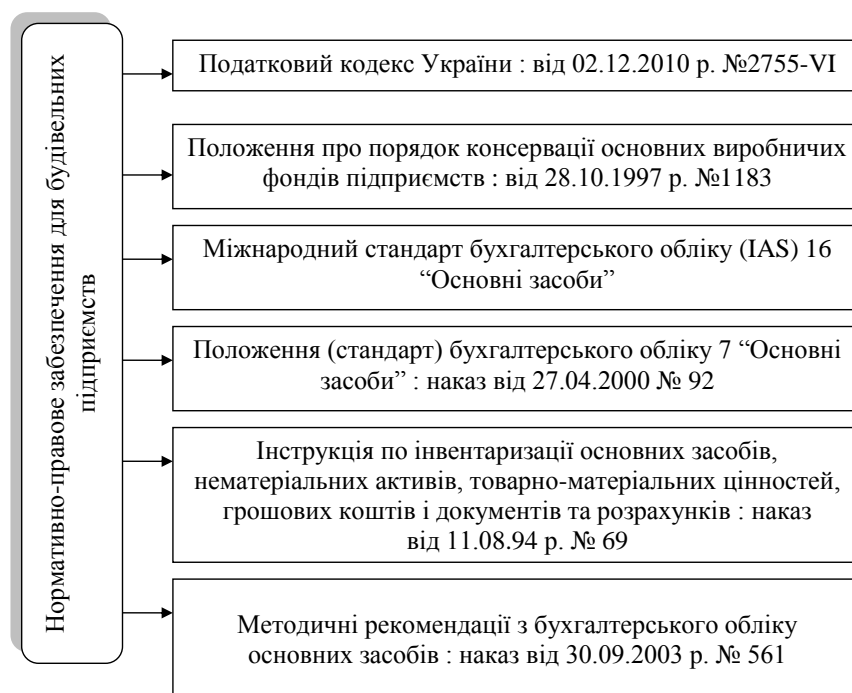 Нормативно-правове забезпечення для будівельних
підприємств
Податковий кодекс України : від 02.12.2010 р. №2755-VI
Положення про порядок консервації основних виробничих
фондів підприємств : від 28.10.1997 р. №1183
Міжнародний стандарт бухгалтерського обліку (IAS) 16
“Основні засоби”
Положення (стандарт) бухгалтерського обліку 7 “Основні
засоби” : наказ від 27.04.2000 № 92
Інструкція по інвентаризації основних засобів,
нематеріальних активів, товарно-матеріальних цінностей,
грошових коштів і документів та розрахунків : наказ
від 11.08.94 р. № 69
Методичні рекомендації з бухгалтерського обліку
основних засобів : наказ від 30.09.2003 р. № 561